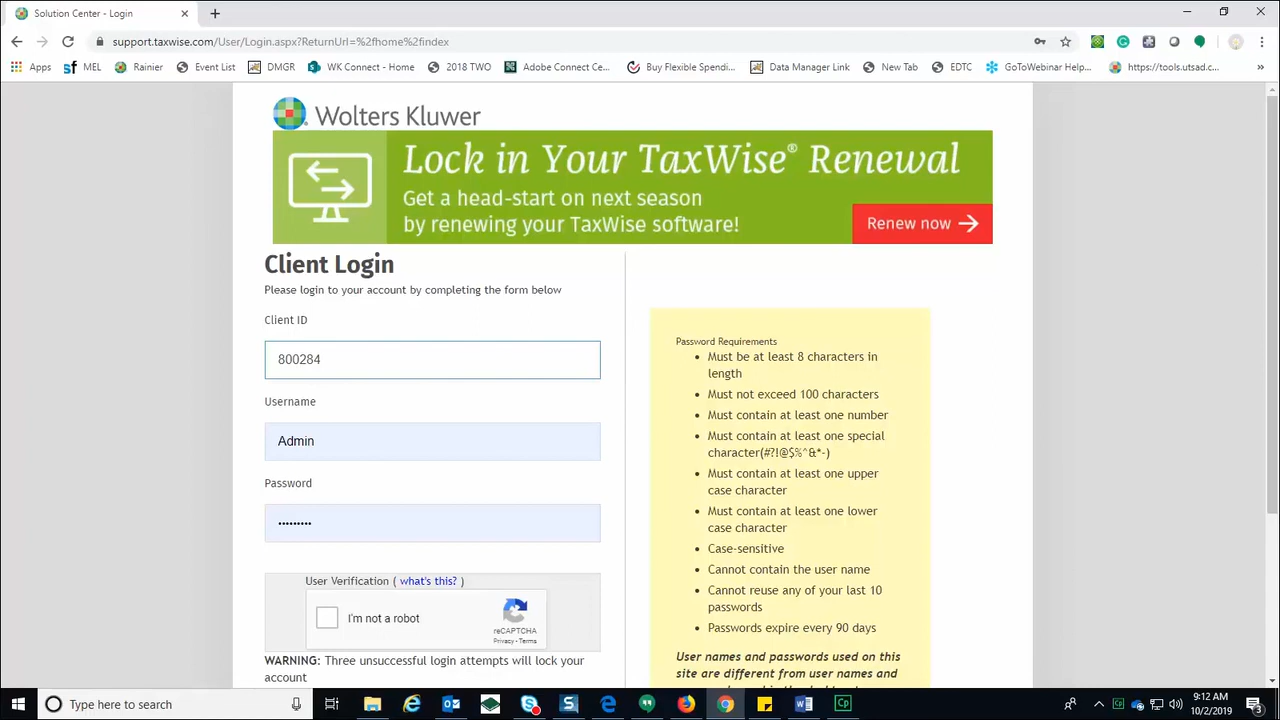 Solution Center - Login
support.taxwise.com/User/Login.aspx?ReturnUrl=%2fhome%2findex
Apps
MEL
Rainier
Event List
DMGR
WK Connect - Home
2018 TWO
Adobe Connect Ce...
Buy Flexible Spendi...
Data Manager Link
New Tab
EDTC
GoToWebinar Help...
https://tools.utsad.c...
»
Wolters Kluwer
Lock in Your TaxWise® Renewal
Get a head-start on next season
by renewing your TaxWise software!
Renew now
Client Login
Please login to your account by completing the form below
Client ID
800284
Username
Admin
Password
•••••••••
User Verification ( what's this? )
I'm not a robot
reCAPTCHA
Privacy - Terms
WARNING: Three unsuccessful login attempts will lock your
account
Password Requirements
• Must be at least 8 characters in
length
• Must not exceed 100 characters
• Must contain at least one number
• Must contain at least one special
character(#?!@$%^&*-)
• Must contain at least one upper
case character
• Must contain at least one lower
case character
• Case-sensitive
• Cannot contain the user name
• Cannot reuse any of your last 10
passwords
• Passwords expire every 90 days
User names and passwords used on this
site are different from user names and
Type here to search
9:12 AM
10/2/2019